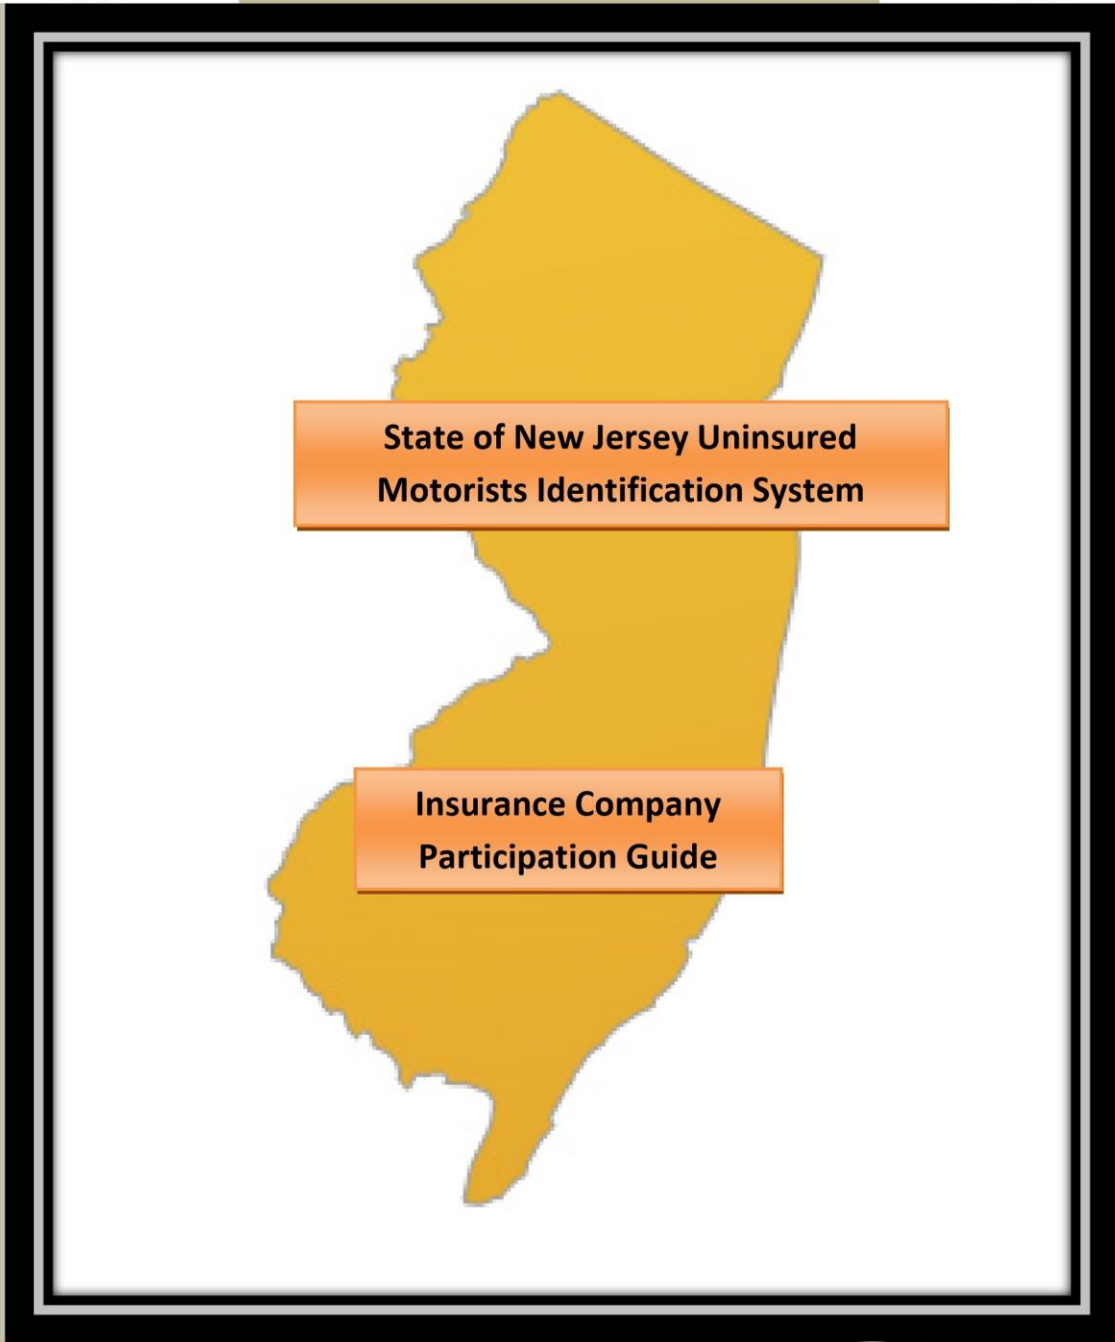 State of New Jersey Uninsured
Motorists Identification System
Insurance Company
Participation Guide